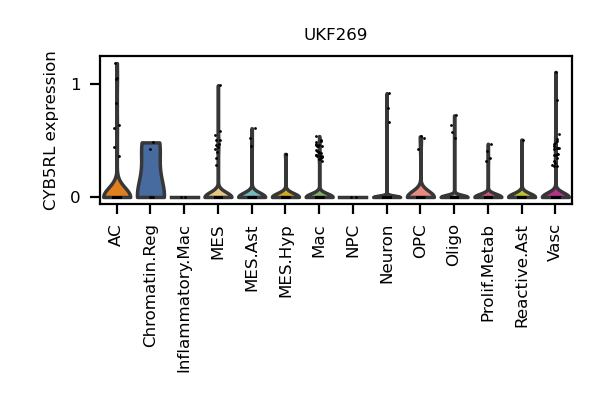 UKF269
CYB5RL expression
1
0
AC
Chromatin.Reg
Inflammatory.Mac
MES
MES.Ast
MES.Hyp
Mac
NPC
Neuron
OPC
Oligo
Prolif.Metab
Reactive.Ast
Vasc